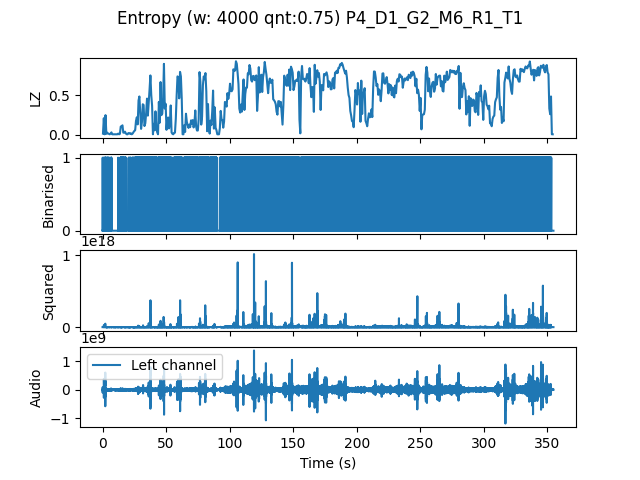 Entropy (w: 4000 qnt:0.75) P4_D1_G2_M6_R1_T1
LZ
0.5
0.0
Binarised
1
0
1e18
Squared
1
0
1e9
Audio
1
0
−1
Left channel
0 50 100 150 200 250 300 350
Time (s)